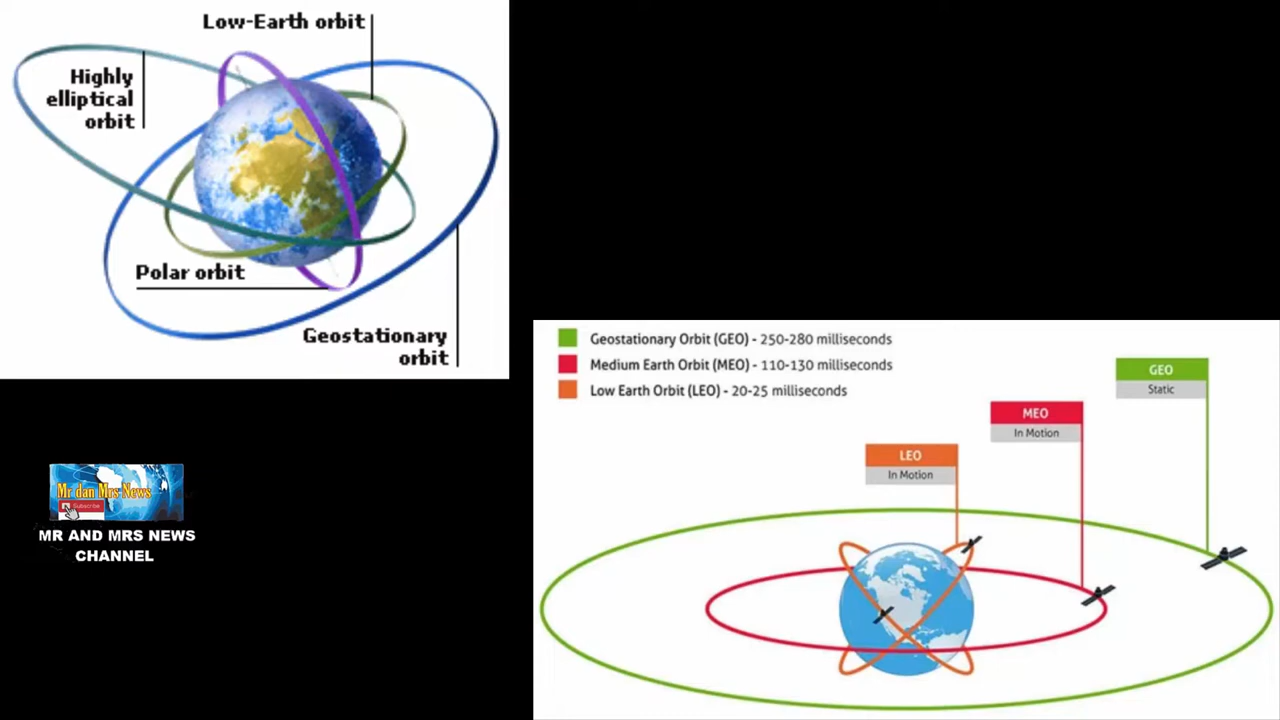 Low-Earth orbit
Highly
elliptical
orbit
Polar orbit
Geostationary
orbit
Geostationary Orbit (GEO) - 250-280 milliseconds
Medium Earth Orbit (MEO) - 110-130 milliseconds
Low Earth Orbit (LEO) - 20-25 milliseconds
GEO
Static
MEO
In Motion
LEO
In Motion
Mr dan Mrs News
Subscribe
MR AND MRS NEWS
CHANNEL